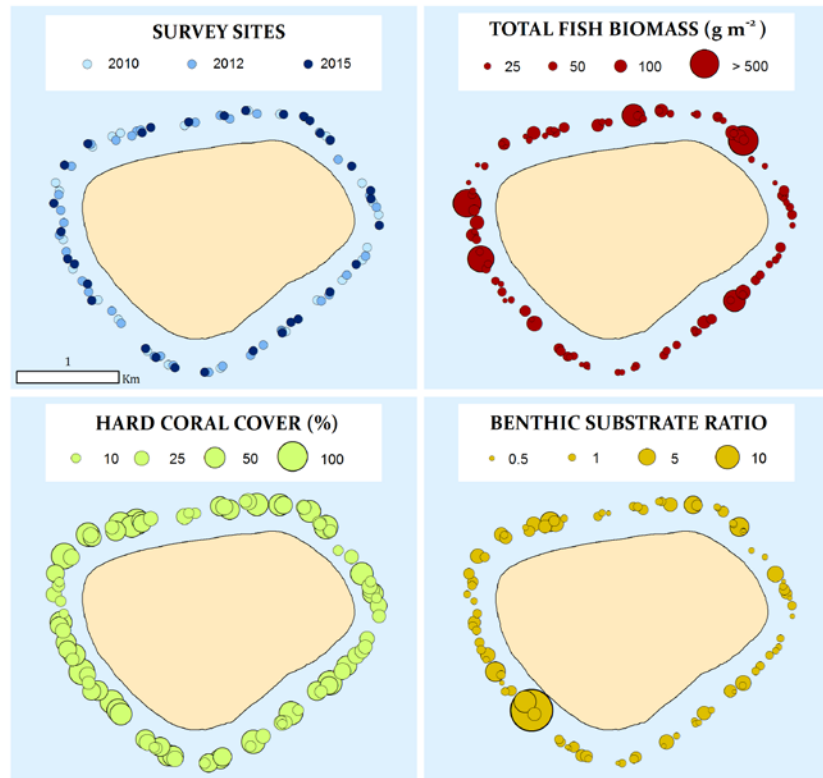 SURVEY SITES
2010 2012 2015
1
Km
TOTAL FISH BIOMASS (g m⁻²)
25 50 100 > 500
HARD CORAL COVER (%)
10 25 50 100
BENTHIC SUBSTRATE RATIO
0.5 1 5 10